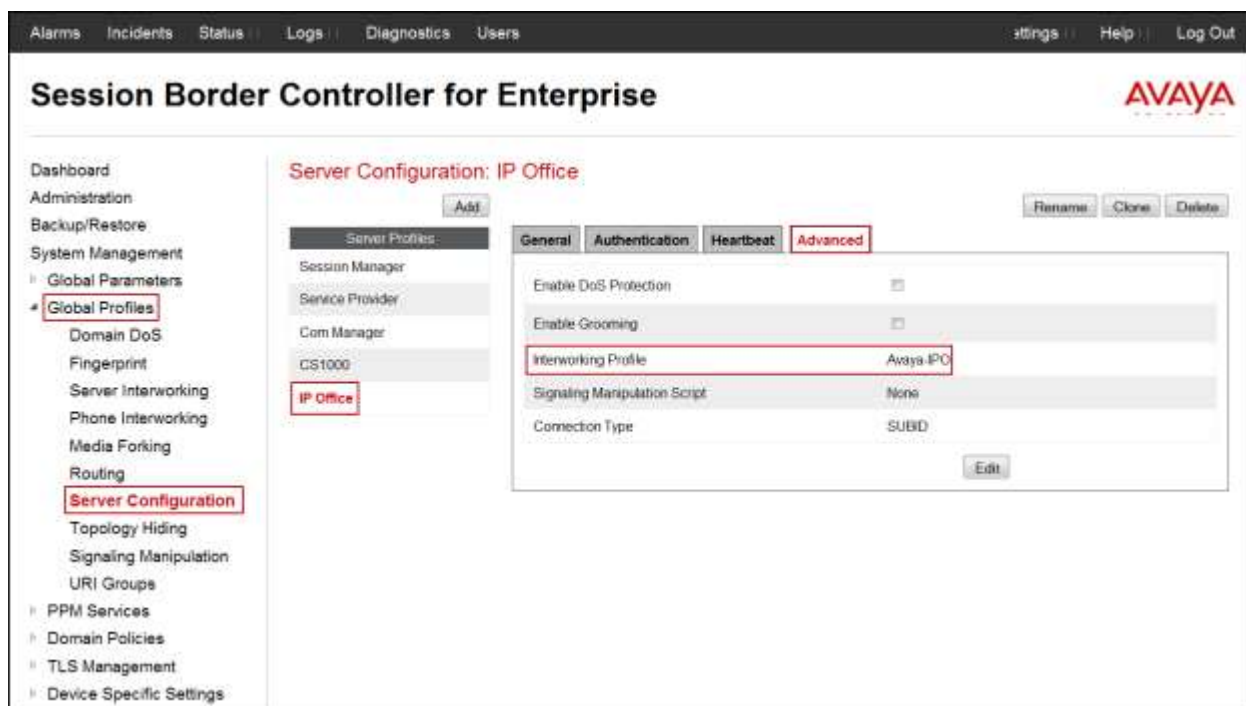 Alarms Incidents Status Logs Diagnostics Users ettings Help Log Out
Session Border Controller for Enterprise
AVAYA
Dashboard
Administration
Backup/Restore
System Management
Global Parameters
Global Profiles
Domain DoS
Fingerprint
Server Interworking
Phone Interworking
Media Forking
Routing
Server Configuration
Topology Hiding
Signaling Manipulation
URI Groups
PPM Services
Domain Policies
TLS Management
Device Specific Settings
Server Configuration: IP Office
Add
Rename Clone Delete
Server Profiles
Session Manager
Service Provider
Com Manager
CS1000
IP Office
General Authentication Heartbeat Advanced
Enable DoS Protection
Enable Grooming
Interworking Profile Avaya-IPO
Signaling Manipulation Script None
Connection Type SUBID
Edit